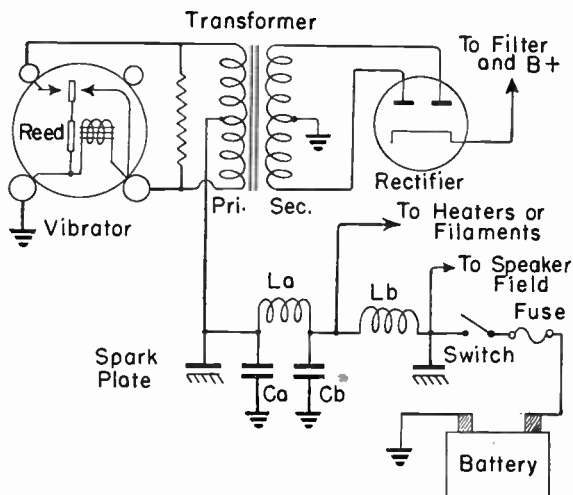 Transformer
To Filter
and B+
Reed
Rectifier
Vibrator
Pri.
Sec.
To Heaters or
Filaments
La
Lb
To Speaker
Field
Fuse
Switch
Spark
Plate
Ca
Cb
Battery